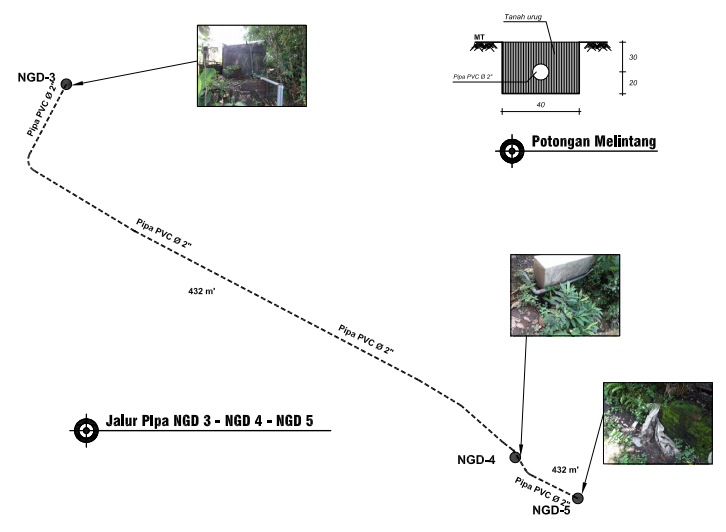 NGD-3
Pipa PVC Ø 2"
Pipa PVC Ø 2"
432 m'
Pipa PVC Ø 2"
Jalur Pipa NGD 3 - NGD 4 - NGD 5
NGD-4
432 m'
Pipa PVC Ø 2"
NGD-5
Tanah urug
MT
Pipa PVC Ø 2"
30
20
40
Potongan Melintang